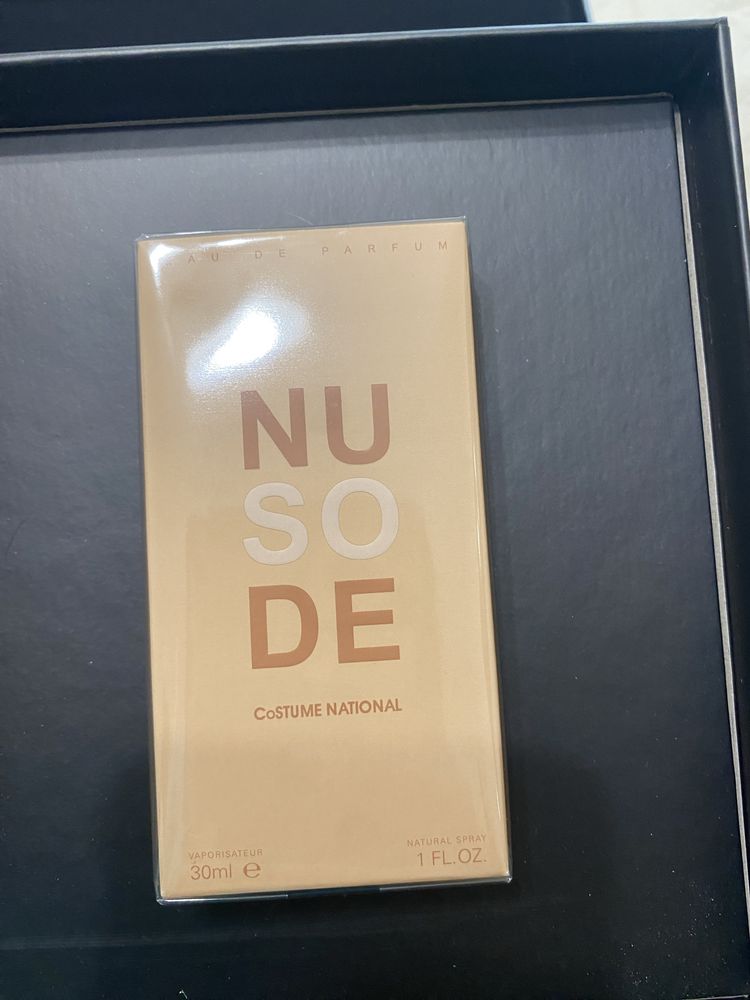 EAU DE PARFUM
NU
SO
DE
CoSTUME NATIONAL
VAPORISATEUR
30ml e
NATURAL SPRAY
1 FL.OZ.